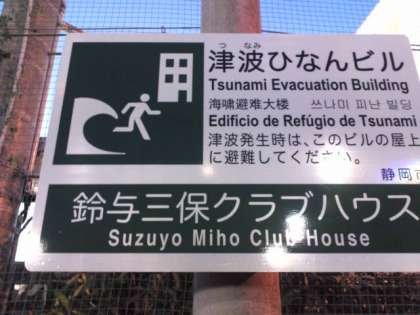 つ なみ
津波ひなんビル
Tsunami Evacuation Building
海嘯避难大楼 쓰나미 피난 빌딩
Edificio de Refúgio de Tsunami
津波発生時は、このビルの屋上
に避難してください。
静岡市
鈴与三保クラブハウス
Suzuyo Miho Club House